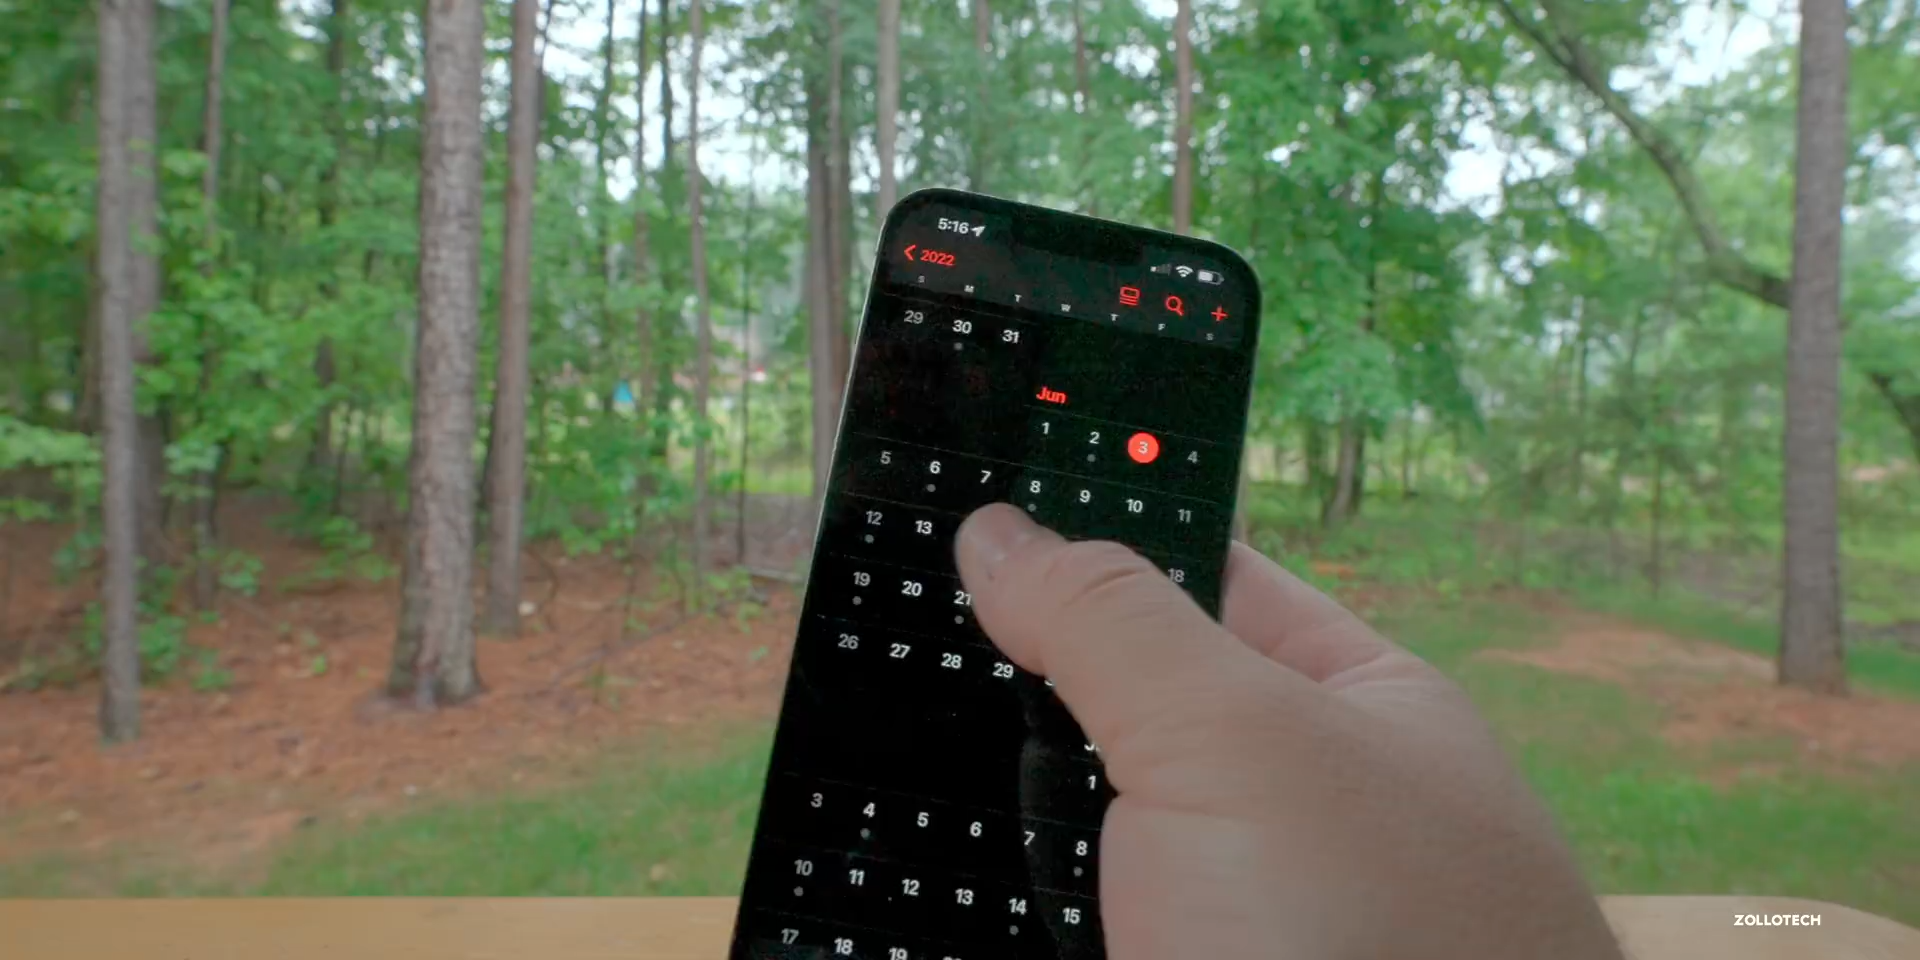 5:16
2022
S M T W T F S
29 30 31
Jun
1 2 3 4
5 6 7 8 9 10 11
12 13 18
19 20 21
26 27 28 29
1
3 4 5 6 7 8
10 11 12 13 14 15
17 18 19
ZOLLOTECH